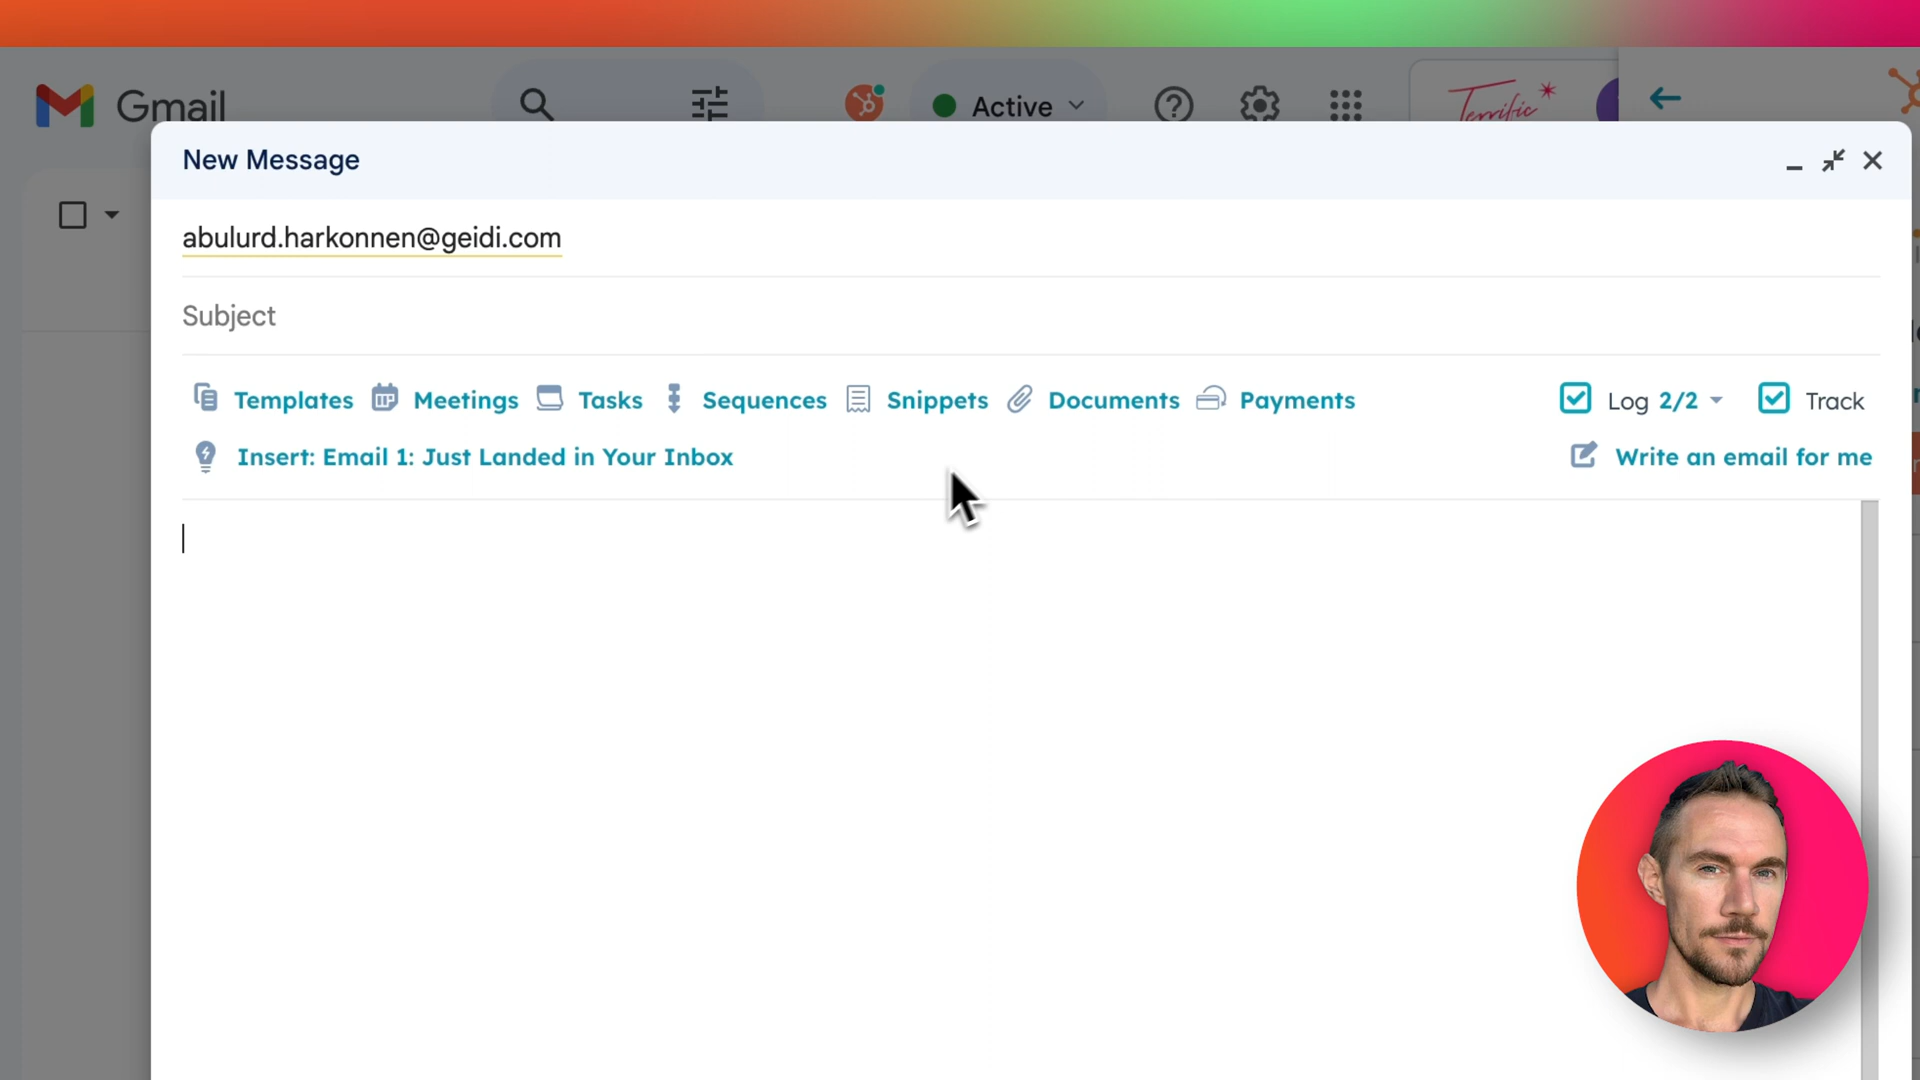 Gmail
Active
Terrific
New Message
abulurd.harkonnen@geidi.com
Subject
Templates Meetings Tasks Sequences Snippets Documents Payments Log 2/2 Track
Insert: Email 1: Just Landed in Your Inbox Write an email for me